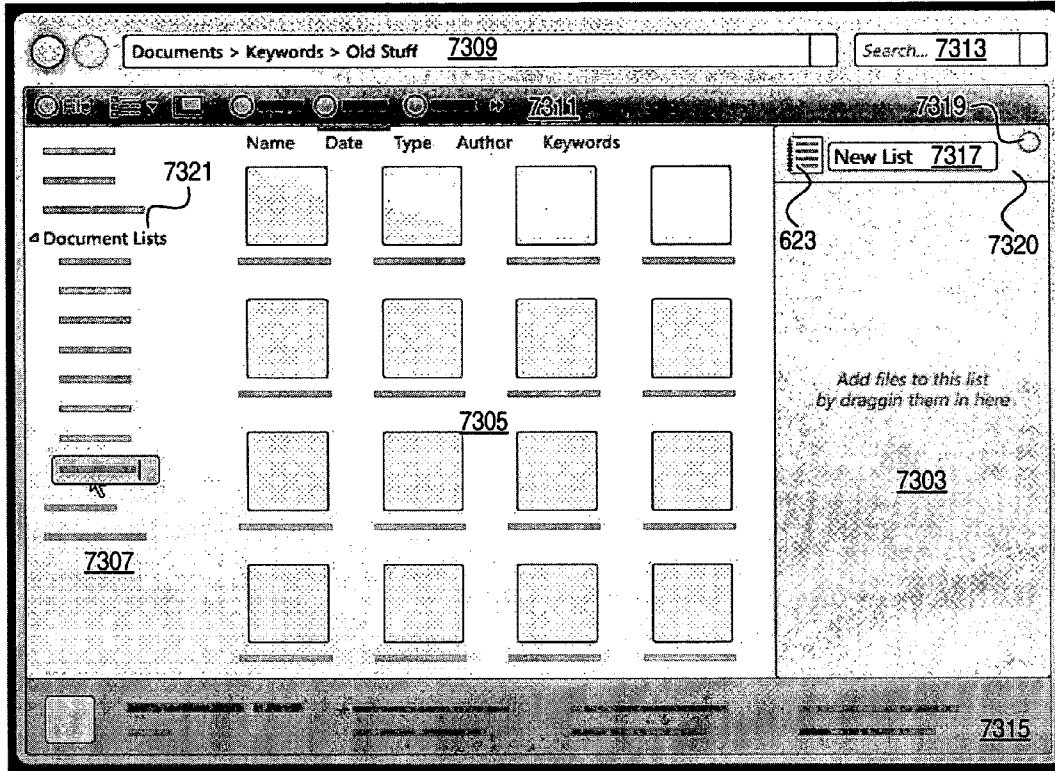 Documents > Keywords > Old Stuff 7309
Search... 7313
File
7311
7319
Name Date Type Author Keywords
New List 7317
7321
Document Lists
623
7320
Add files to this list
by draggin them in here
7305
7303
7307
7315